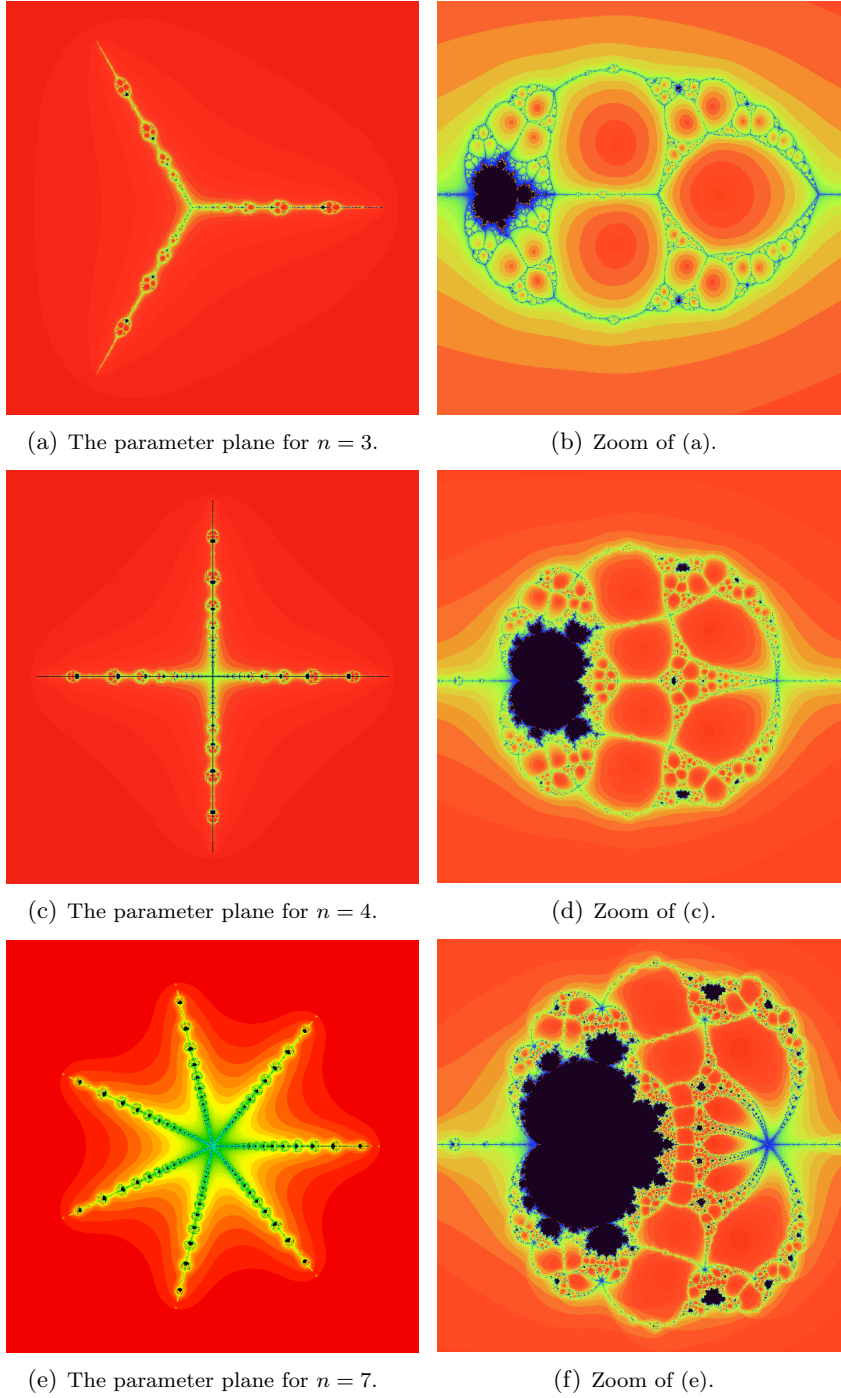 (a) The parameter plane for n = 3.
(b) Zoom of (a).
(c) The parameter plane for n = 4.
(d) Zoom of (c).
(e) The parameter plane for n = 7.
(f) Zoom of (e).